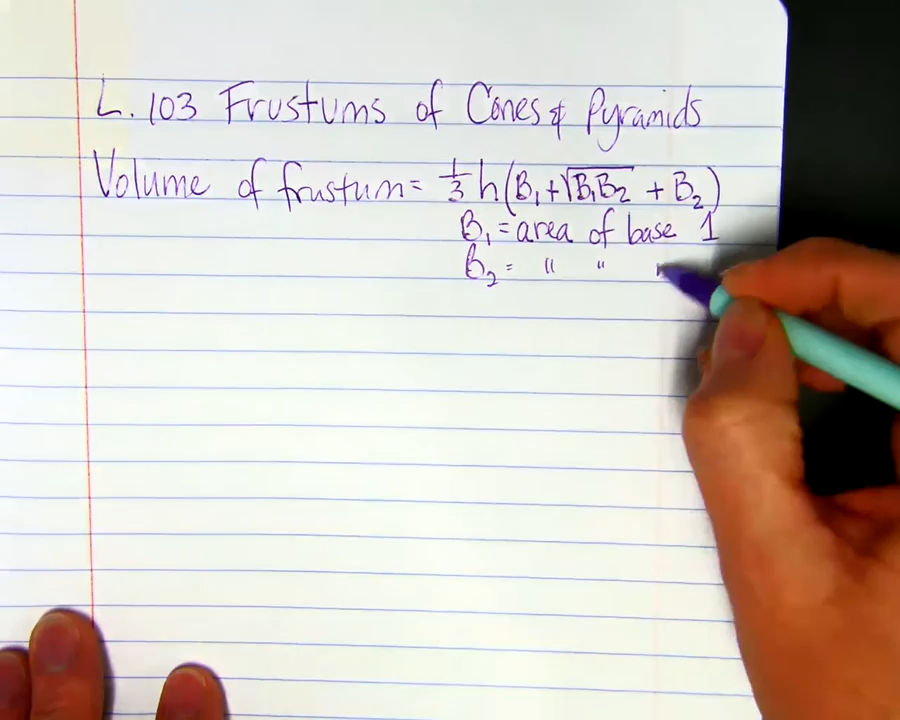 L. 103 Frustums of Cones & Pyramids
Volume of frustum = 1/3 h(B₁ + √B₁B₂ + B₂)
B₁ = area of base 1
B₂ = " " "